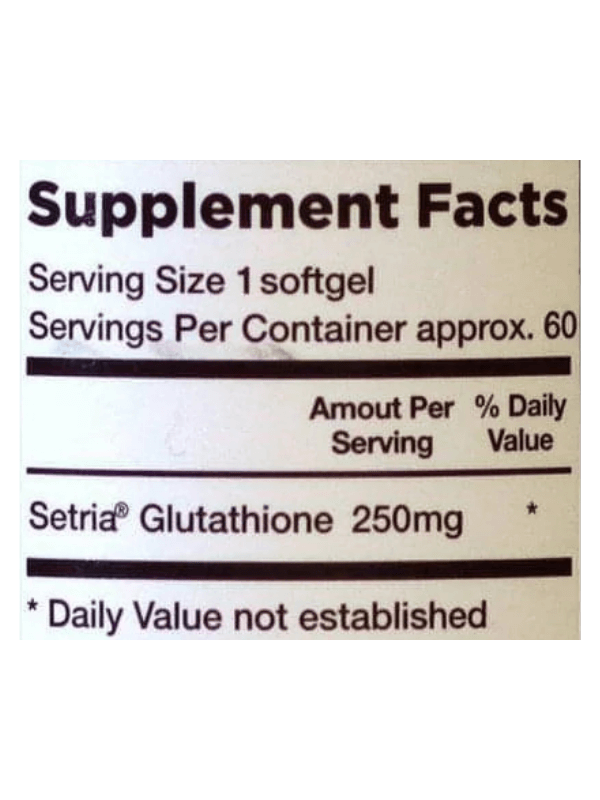 Supplement Facts
Serving Size 1 softgel
Servings Per Container approx. 60
Amout Per % Daily
Serving Value
Setria® Glutathione 250mg *
* Daily Value not established